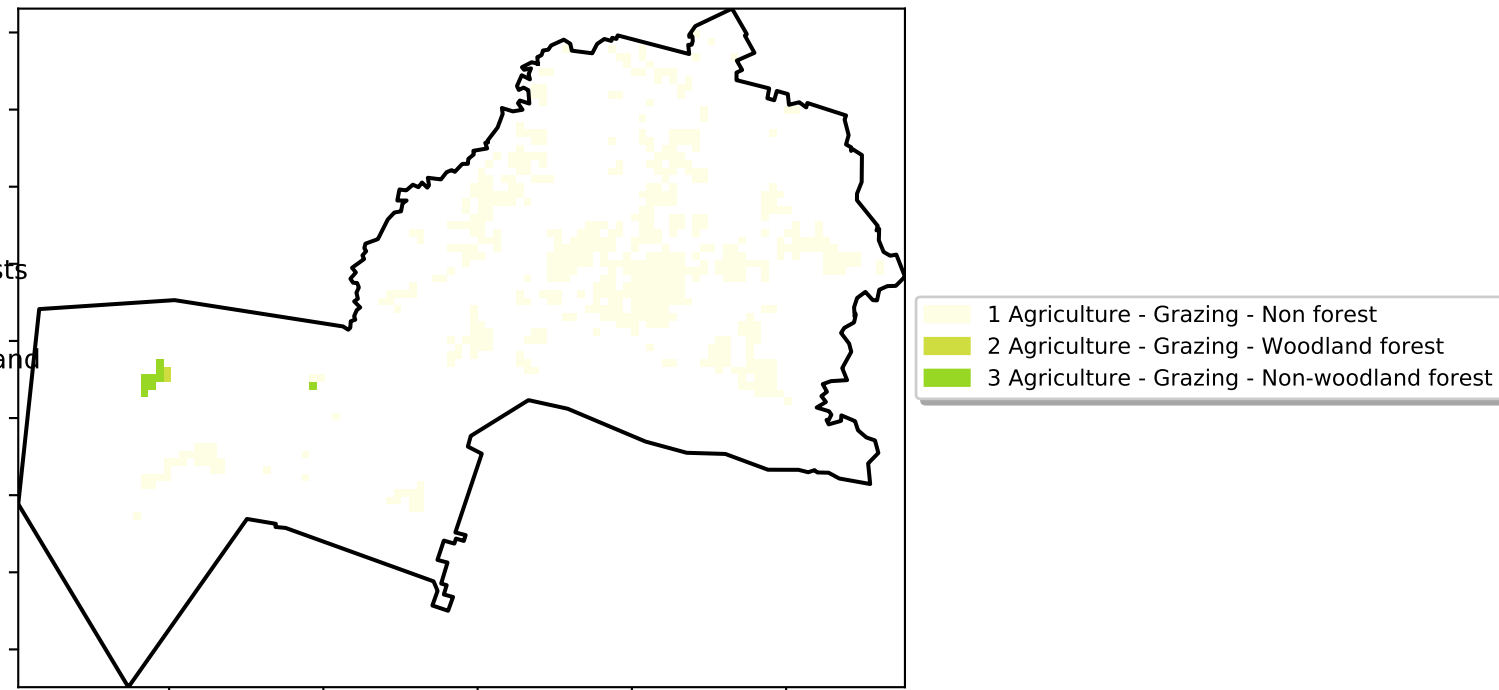 sts
and
1 Agriculture - Grazing - Non forest
2 Agriculture - Grazing - Woodland forest
3 Agriculture - Grazing - Non-woodland forest